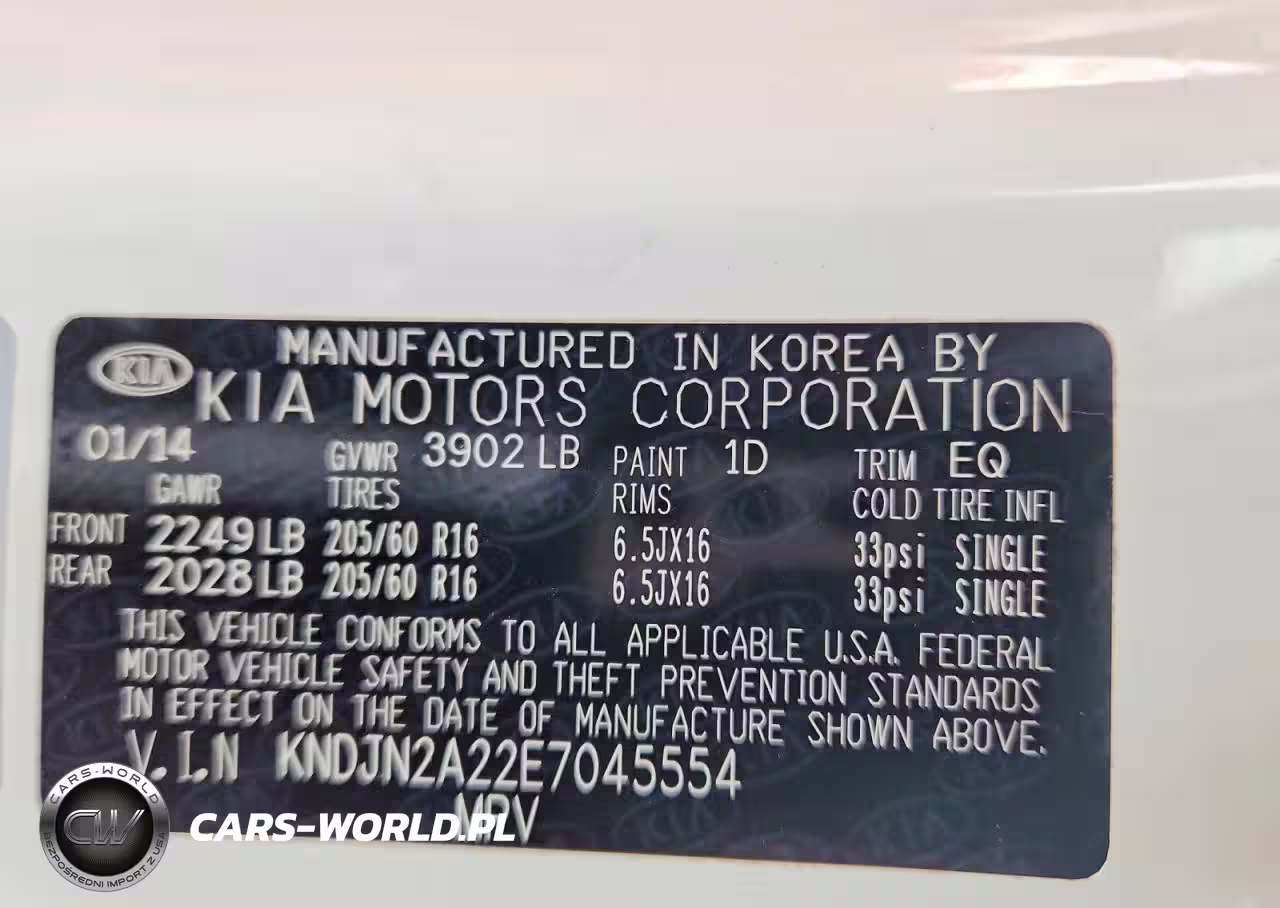 MANUFACTURED IN KOREA BY
KIA KIA MOTORS CORPORATION
01/14 GVWR 3902 LB PAINT 1D TRIM EQ
GAWR TIRES RIMS COLD TIRE INFL
FRONT 2249 LB 205/60 R16 6.5JX16 33psi SINGLE
REAR 2028 LB 205/60 R16 6.5JX16 33psi SINGLE
THIS VEHICLE CONFORMS TO ALL APPLICABLE U.S.A. FEDERAL
MOTOR VEHICLE SAFETY AND THEFT PREVENTION STANDARDS
IN EFFECT ON THE DATE OF MANUFACTURE SHOWN ABOVE.
V.I.N KNDJN2A22E7045554
MPV
CARS-WORLD
CW
BEZPOŚREDNI IMPORT Z USA
CARS-WORLD.PL